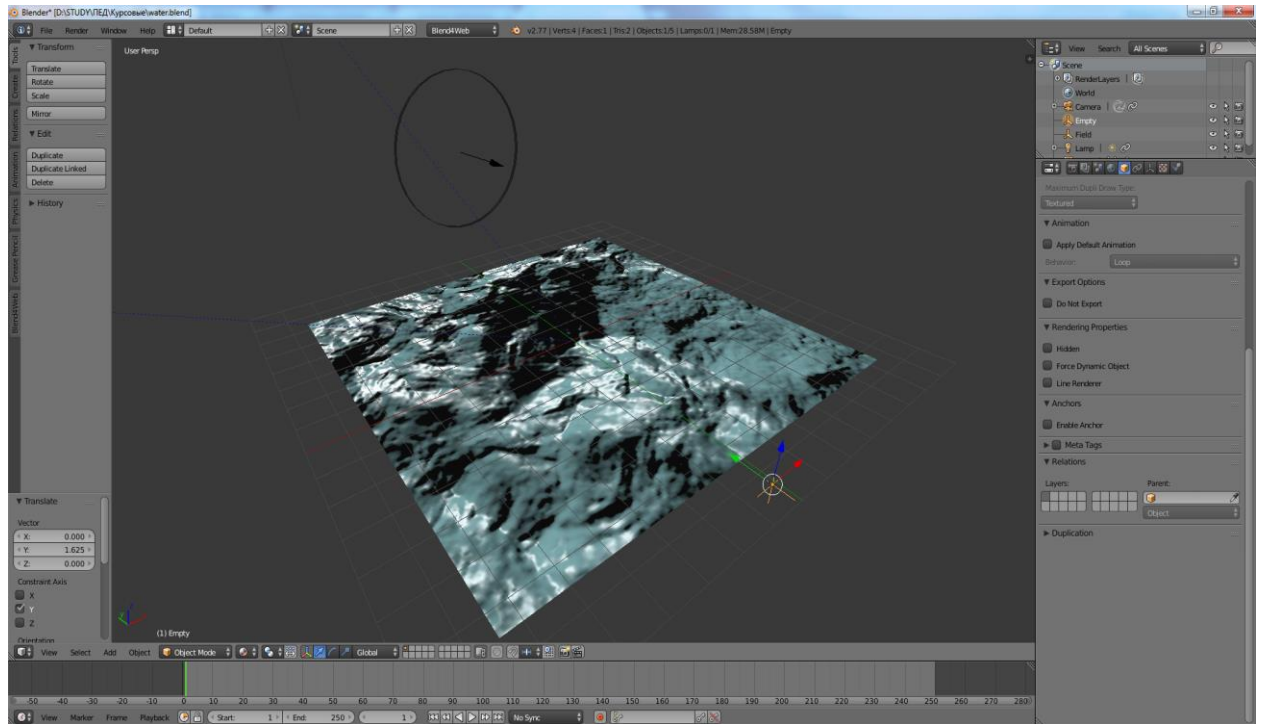 Blender* [D:\STUDY\ПЕД\Курсовые\water.blend]
File Render Window Help Default Scene Blend4Web v2.77 | Verts:4 | Faces:1 | Tris:2 | Objects:1/5 | Lamps:0/1 | Mem:28.58M | Empty
View Search All Scenes
Tools
Create
Relations
Animation
Physics
Grease Pencil
Blend4Web
Transform
Translate
Rotate
Scale
Mirror
Edit
Duplicate
Duplicate Linked
Delete
History
Translate
Vector
X: 0.000
Y: 1.625
Z: 0.000
Constraint Axis
X
Y
Z
Orientation
User Persp
(1) Empty
Scene
RenderLayers
World
Camera
Empty
Field
Lamp
Maximum Dupli Draw Type:
Textured
Animation
Apply Default Animation
Behavior: Loop
Export Options
Do Not Export
Rendering Properties
Hidden
Force Dynamic Object
Line Renderer
Anchors
Enable Anchor
Meta Tags
Relations
Layers: Parent:
Object
Duplication
View Select Add Object Object Mode Global
-50 -40 -30 -20 -10 0 10 20 30 40 50 60 70 80 90 100 110 120 130 140 150 160 170 180 190 200 210 220 230 240 250 260 270 280
View Marker Frame Playback Start: 1 End: 250 1 No Sync